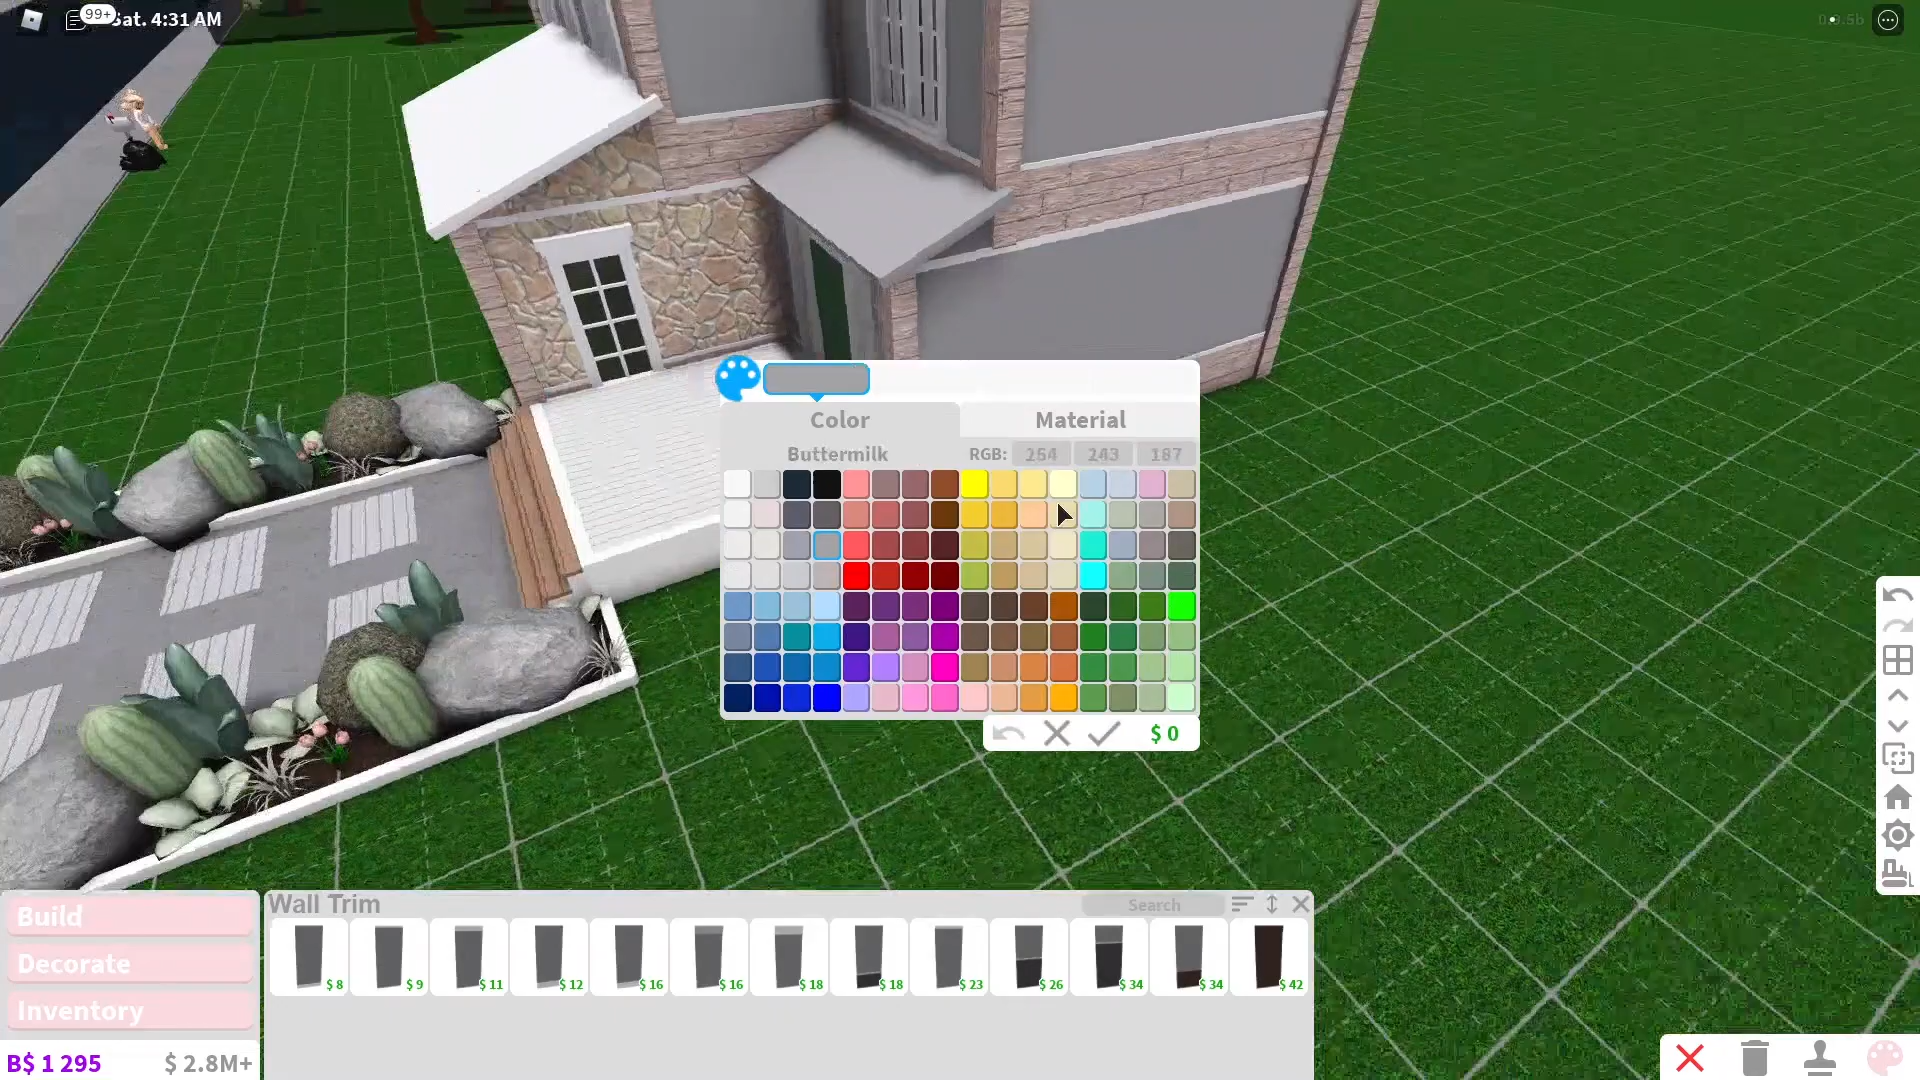 99+
Sat. 4:31 AM
Color
Material
Buttermilk
RGB: 254 243 187
$ 0
Wall Trim
Search
$ 8
$ 9
$ 11
$ 12
$ 16
$ 16
$ 18
$ 18
$ 23
$ 26
$ 34
$ 34
$ 42
Build
Decorate
Inventory
B$ 1 295
$ 2.8M+